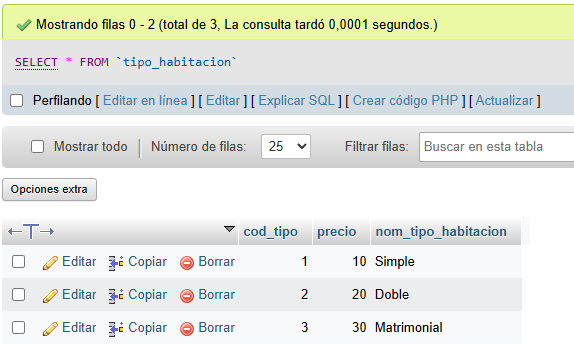 Mostrando filas 0 - 2 (total de 3, La consulta tardó 0,0001 segundos.)
SELECT * FROM `tipo_habitacion`
Perfilando [ Editar en línea ] [ Editar ] [ Explicar SQL ] [ Crear código PHP ] [ Actualizar ]
Mostrar todo Número de filas: 25 Filtrar filas: Buscar en esta tabla
Opciones extra
←T→ cod_tipo precio nom_tipo_habitacion
Editar Copiar Borrar 1 10 Simple
Editar Copiar Borrar 2 20 Doble
Editar Copiar Borrar 3 30 Matrimonial